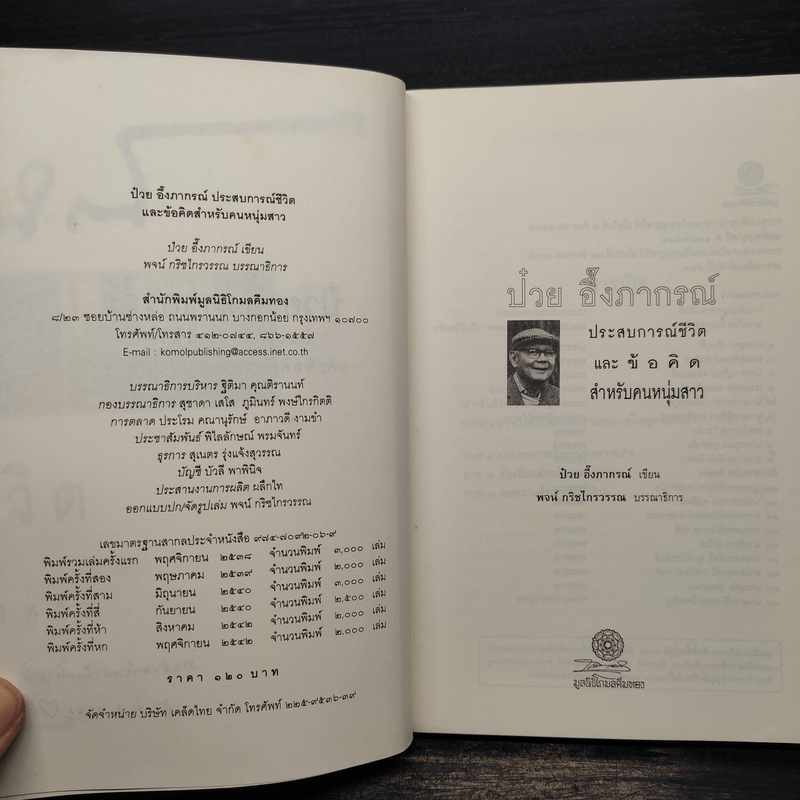 ป๋วย อึ๊งภากรณ์ ประสบการณ์ชีวิต
และข้อคิดสำหรับคนหนุ่มสาว
ป๋วย อึ๊งภากรณ์ เขียน
พจน์ กริชไกรวรรณ บรรณาธิการ
สำนักพิมพ์มูลนิธิโกมลคีมทอง
๘/๒๓ ซอยบ้านช่างหล่อ ถนนพรานนก บางกอกน้อย กรุงเทพฯ ๑๐๗๐๐
โทรศัพท์/โทรสาร ๔๑๒-๐๗๔๔, ๘๖๖-๑๕๕๗
E-mail : komolpublishing@access.inet.co.th
บรรณาธิการบริหาร ฐิติมา คุณติรานนท์
กองบรรณาธิการ สุชาดา เสโส ภูมินทร์ พงษ์ไกรกิตติ
การตลาด ประโรม คณานุรักษ์ อาภาวดี งามขำ
ประชาสัมพันธ์ พิไลลักษณ์ พรมจันทร์
ธุรการ สุเนตร รุ่งแจ้งสุวรรณ
บัญชี บัวลี พาพินิจ
ประสานงานการผลิต ผลึกไท
ออกแบบปก/จัดรูปเล่ม พจน์ กริชไกรวรรณ
เลขมาตรฐานสากลประจำหนังสือ ๙๗๔-๗๐๙๒-๐๖-๙
พิมพ์รวมเล่มครั้งแรก พฤศจิกายน ๒๕๓๘ จำนวนพิมพ์ ๓,๐๐๐ เล่ม
พิมพ์ครั้งที่สอง พฤษภาคม ๒๕๓๙ จำนวนพิมพ์ ๒,๐๐๐ เล่ม
พิมพ์ครั้งที่สาม มิถุนายน ๒๕๔๐ จำนวนพิมพ์ ๓,๐๐๐ เล่ม
พิมพ์ครั้งที่สี่ กันยายน ๒๕๔๐ จำนวนพิมพ์ ๒,๕๐๐ เล่ม
พิมพ์ครั้งที่ห้า สิงหาคม ๒๕๔๒ จำนวนพิมพ์ ๒,๐๐๐ เล่ม
พิมพ์ครั้งที่หก พฤศจิกายน ๒๕๔๒ จำนวนพิมพ์ ๒,๐๐๐ เล่ม
ราคา ๑๒๐ บาท
จัดจำหน่าย บริษัท เคล็ดไทย จำกัด โทรศัพท์ ๒๒๕-๙๕๓๖-๓๙
ป๋วย อึ๊งภากรณ์
ประสบการณ์ชีวิต
และ ข้อคิด
สำหรับคนหนุ่มสาว
ป๋วย อึ๊งภากรณ์ เขียน
พจน์ กริชไกรวรรณ บรรณาธิการ
มูลนิธิโกมลคีมทอง